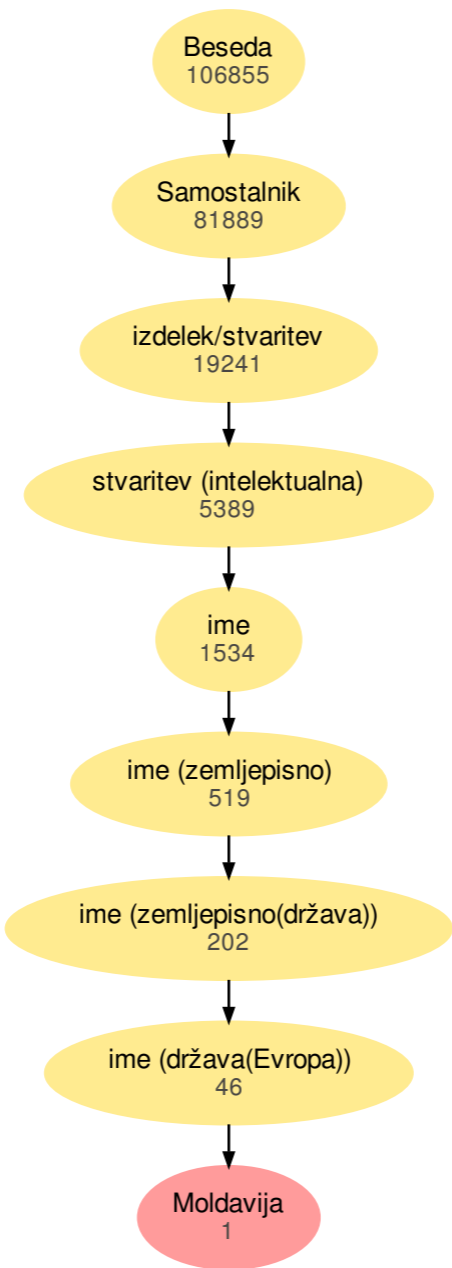 Beseda
106855
Samostalnik
81889
izdelek/stvaritev
19241
stvaritev (intelektualna)
5389
ime
1534
ime (zemljepisno)
519
ime (zemljepisno(država))
202
ime (država(Evropa))
46
Moldavija
1